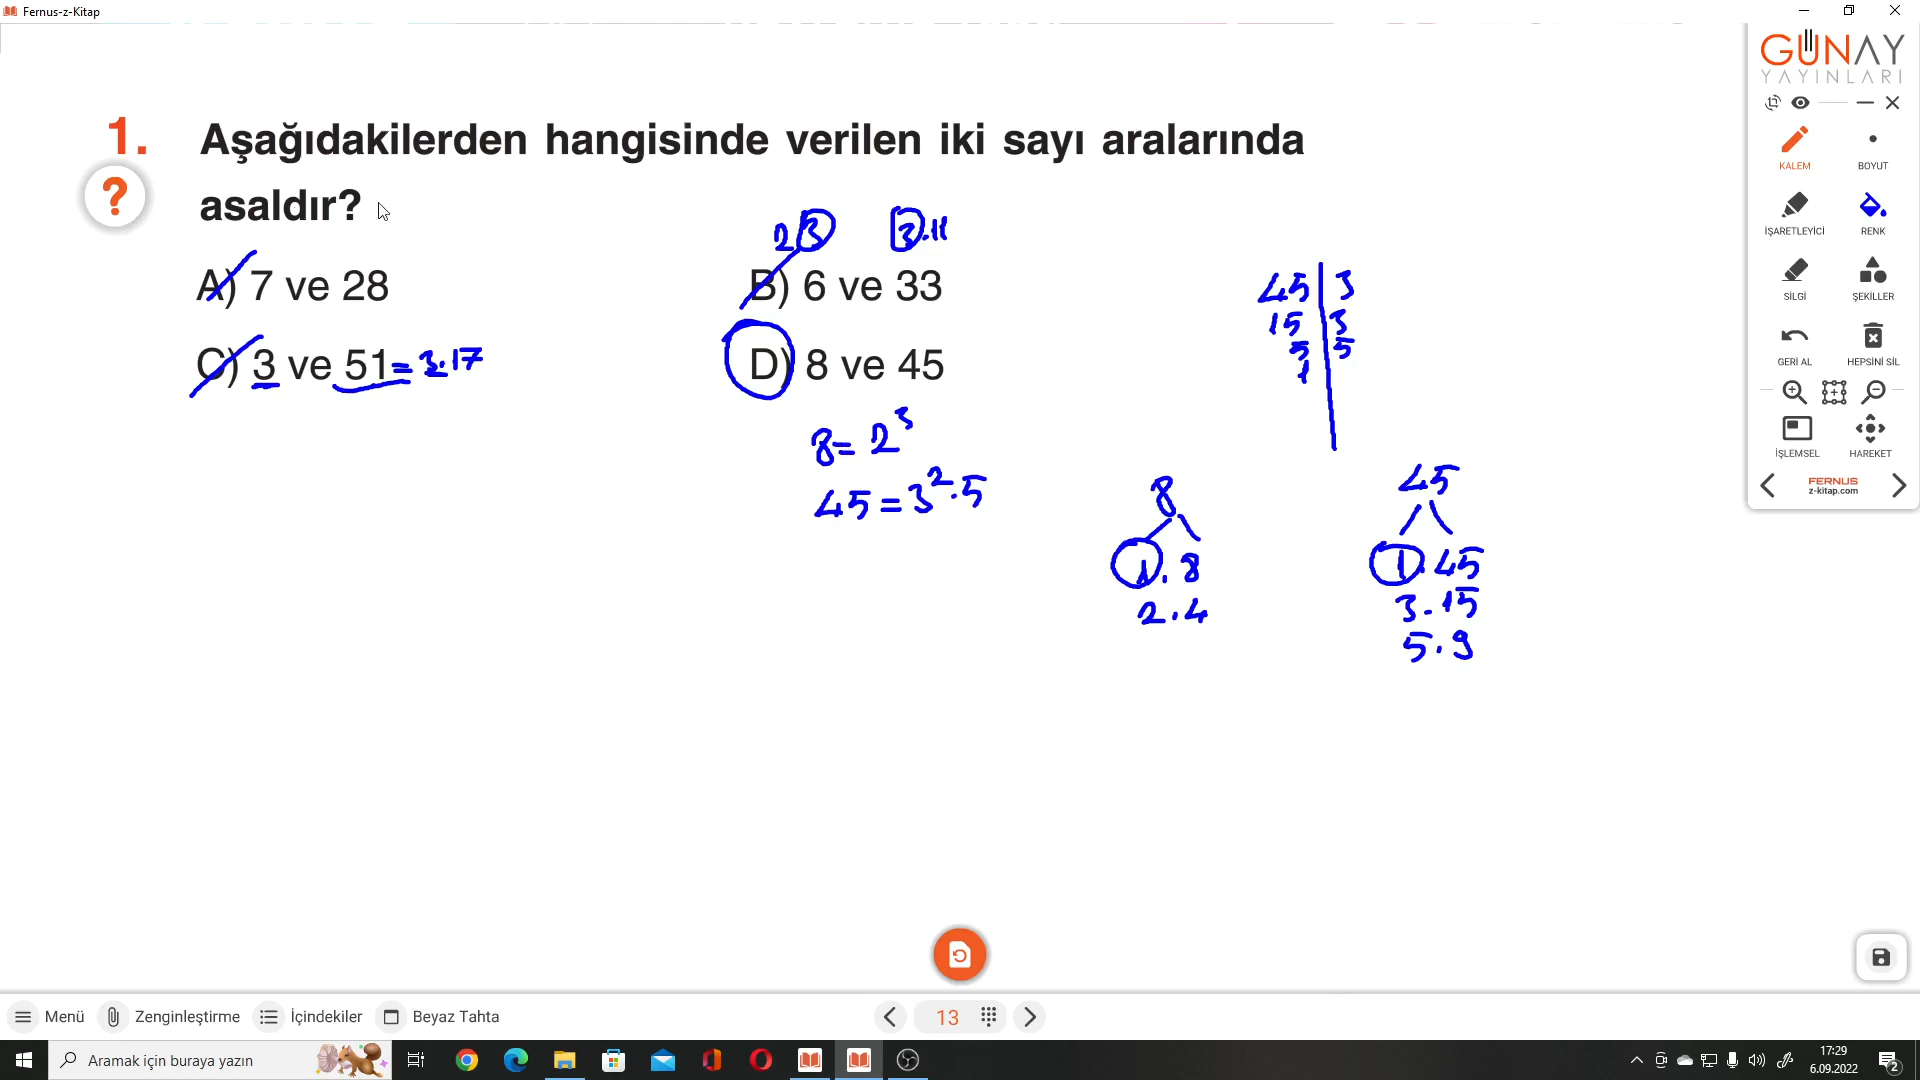 Fernus-z-Kitap
GÜNAY
YAYINLARI
1. Aşağıdakilerden hangisinde verilen iki sayı aralarında
? asaldır?
2 3 3.11
A) 7 ve 28
B) 6 ve 33
C) 3 ve 51 = 3.17
D) 8 ve 45
8 = 2³
45 = 3².5
45 | 3
15 | 3
5 | 5
1
8
1.8
2.4
45
1.45
3.15
5.9
KALEM BOYUT
İŞARETLEYİCİ RENK
SİLGİ ŞEKİLLER
GERİ AL HEPSİNİ SİL
İŞLEMSEL HAREKET
FERNUS
z-kitap.com
Menü Zenginleştirme İçindekiler Beyaz Tahta 13
Aramak için buraya yazın
17:29
6.09.2022
2